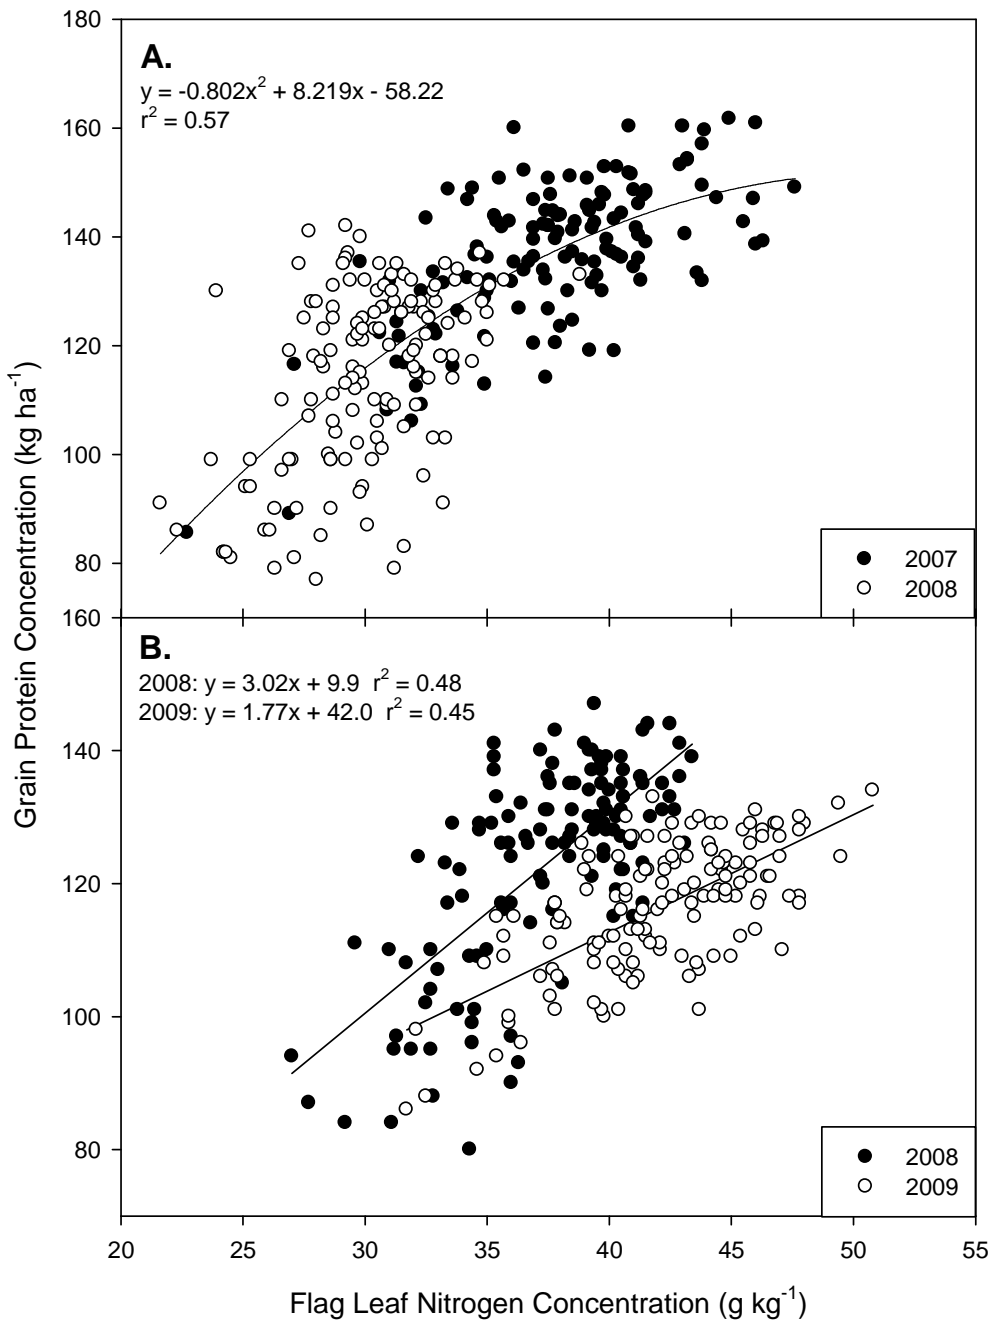 180
A.
y = -0.802x² + 8.219x - 58.22
r² = 0.57
160
140
120
100
80
2007
2008
Grain Protein Concentration (kg ha⁻¹)
160
B.
2008: y = 3.02x + 9.9 r² = 0.48
2009: y = 1.77x + 42.0 r² = 0.45
140
120
100
80
2008
2009
20 25 30 35 40 45 50 55
Flag Leaf Nitrogen Concentration (g kg⁻¹)